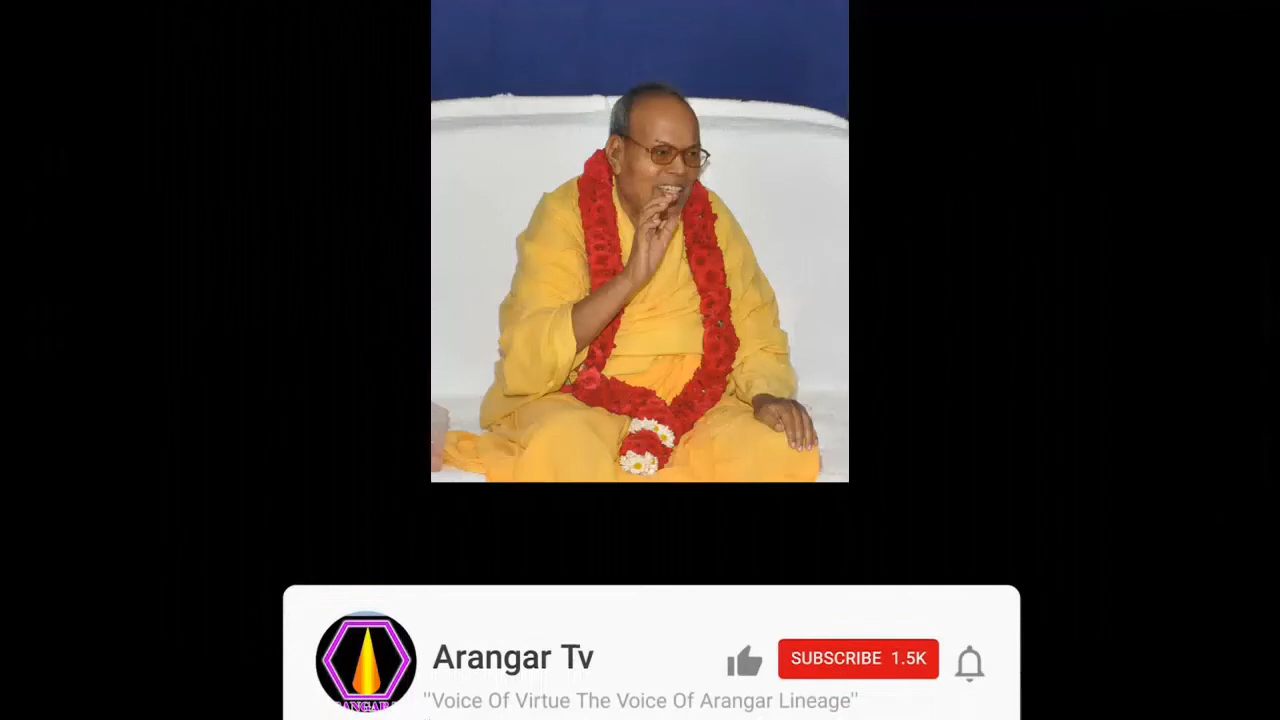 Arangar Tv
SUBSCRIBE 1.5K
"Voice Of Virtue The Voice Of Arangar Lineage"